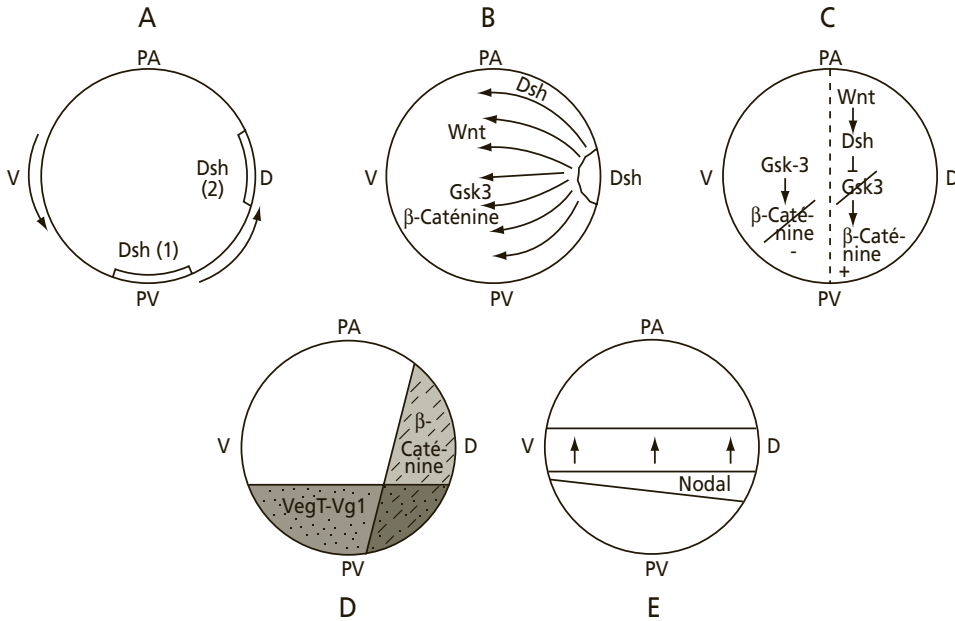 A
PA
V
Dsh
(2)
D
Dsh (1)
PV
B
PA
Dsh
Wnt
Dsh
Gsk3
β-Caténine
PV
C
PA
Wnt
Dsh
V
Gsk-3
Gsk3
D
β-Caté-
nine
-
β-Caté-
nine
+
PV
PA
V
β-
Caté-
nine
D
VegT-Vg1
PV
D
PA
V
D
Nodal
PV
E